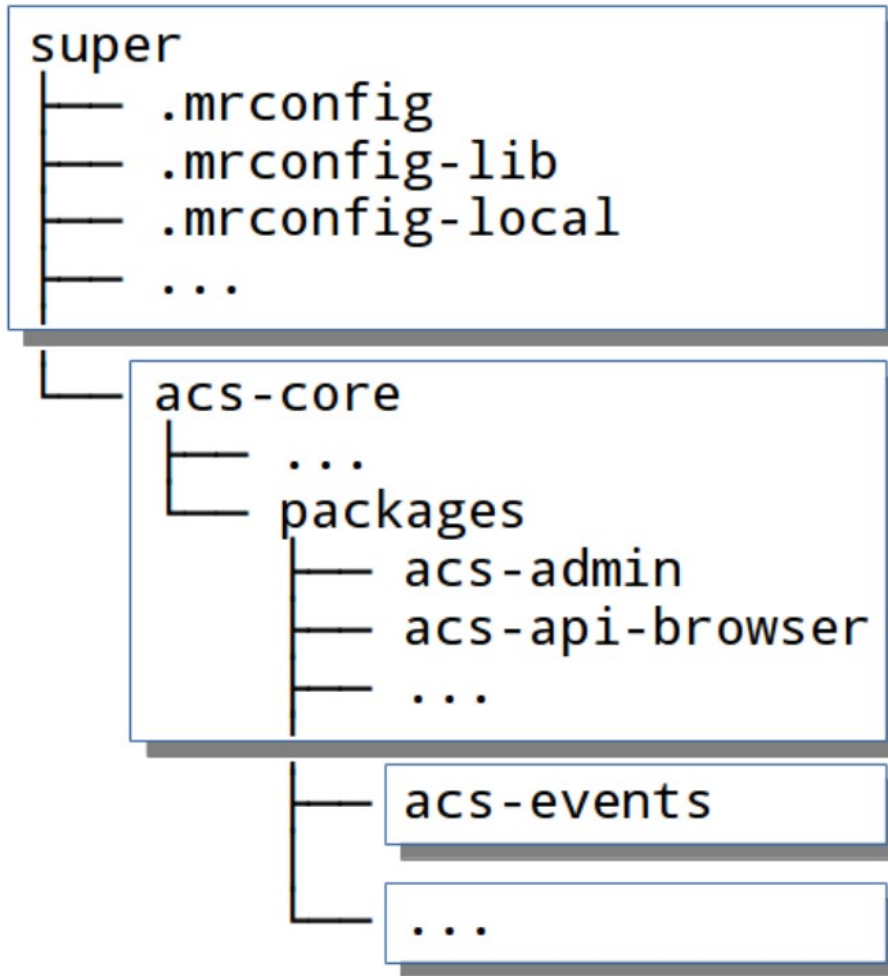 super
.mrconfig
.mrconfig-lib
.mrconfig-local
...
acs-core
...
packages
acs-admin
acs-api-browser
...
acs-events
...